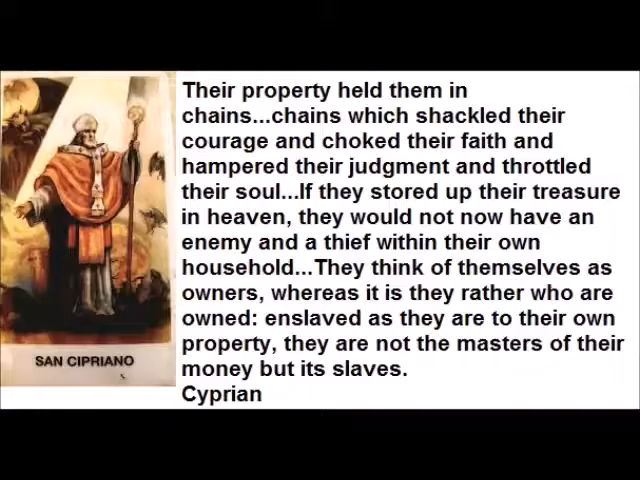 Their property held them in
chains...chains which shackled their
courage and choked their faith and
hampered their judgment and throttled
their soul...If they stored up their treasure
in heaven, they would not now have an
enemy and a thief within their own
household...They think of themselves as
owners, whereas it is they rather who are
owned: enslaved as they are to their own
property, they are not the masters of their
money but its slaves.
Cyprian
SAN CIPRIANO